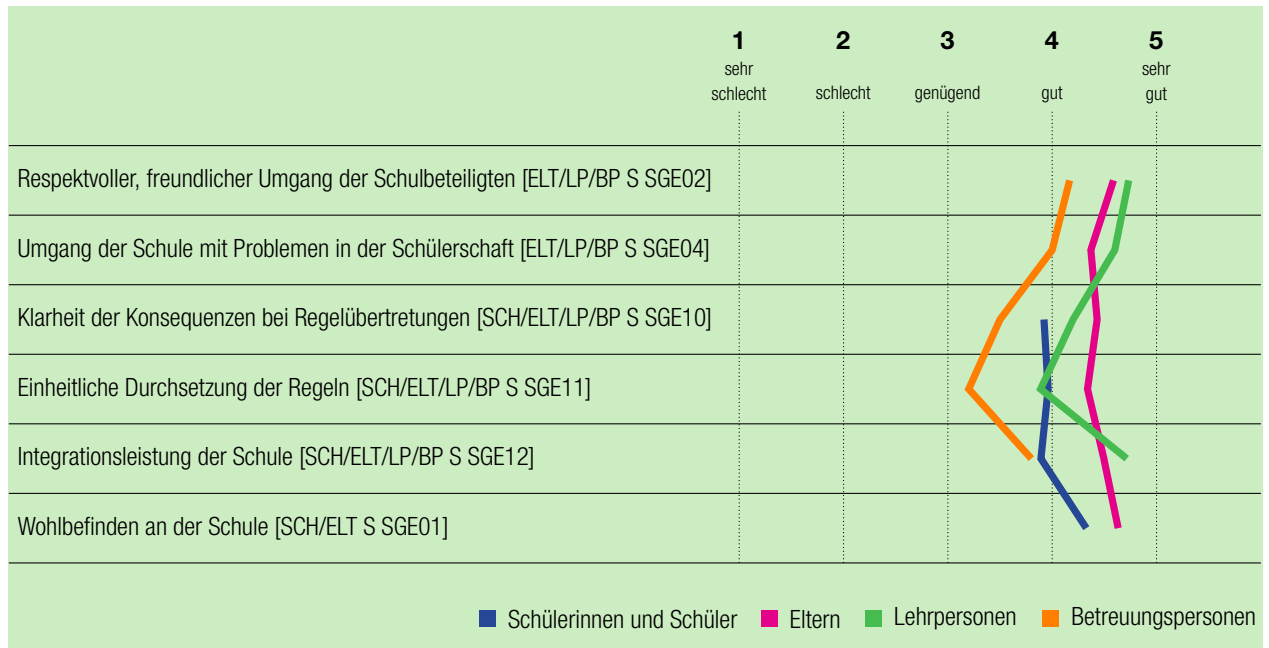 1 2 3 4 5
sehr schlecht schlecht genügend gut sehr gut
Respektvoller, freundlicher Umgang der Schulbeteiligten [ELT/LP/BP S SGE02]
Umgang der Schule mit Problemen in der Schülerschaft [ELT/LP/BP S SGE04]
Klarheit der Konsequenzen bei Regelübertretungen [SCH/ELT/LP/BP S SGE10]
Einheitliche Durchsetzung der Regeln [SCH/ELT/LP/BP S SGE11]
Integrationsleistung der Schule [SCH/ELT/LP/BP S SGE12]
Wohlbefinden an der Schule [SCH/ELT S SGE01]
Schülerinnen und Schüler Eltern Lehrpersonen Betreuungspersonen